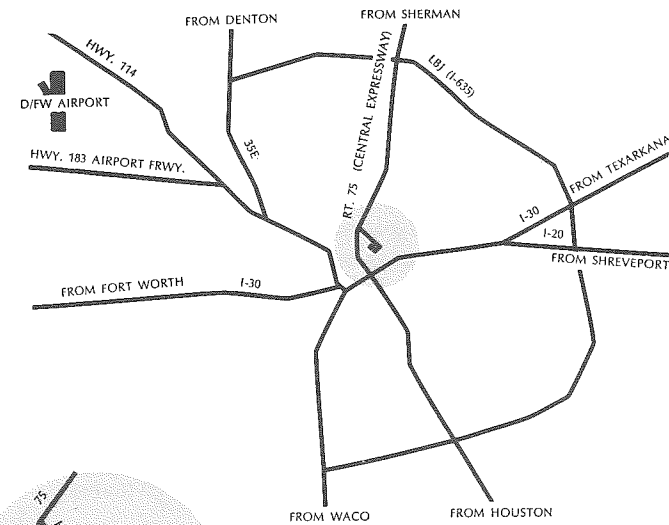 FROM DENTON
FROM SHERMAN
HWY. 114
D/FW AIRPORT
HWY. 183 AIRPORT FRWY.
35E
RT. 75 (CENTRAL EXPRESSWAY)
LBJ (I-635)
FROM TEXARKANA
I-30
I-20
FROM SHREVEPORT
FROM FORT WORTH
I-30
75
FROM WACO
FROM HOUSTON